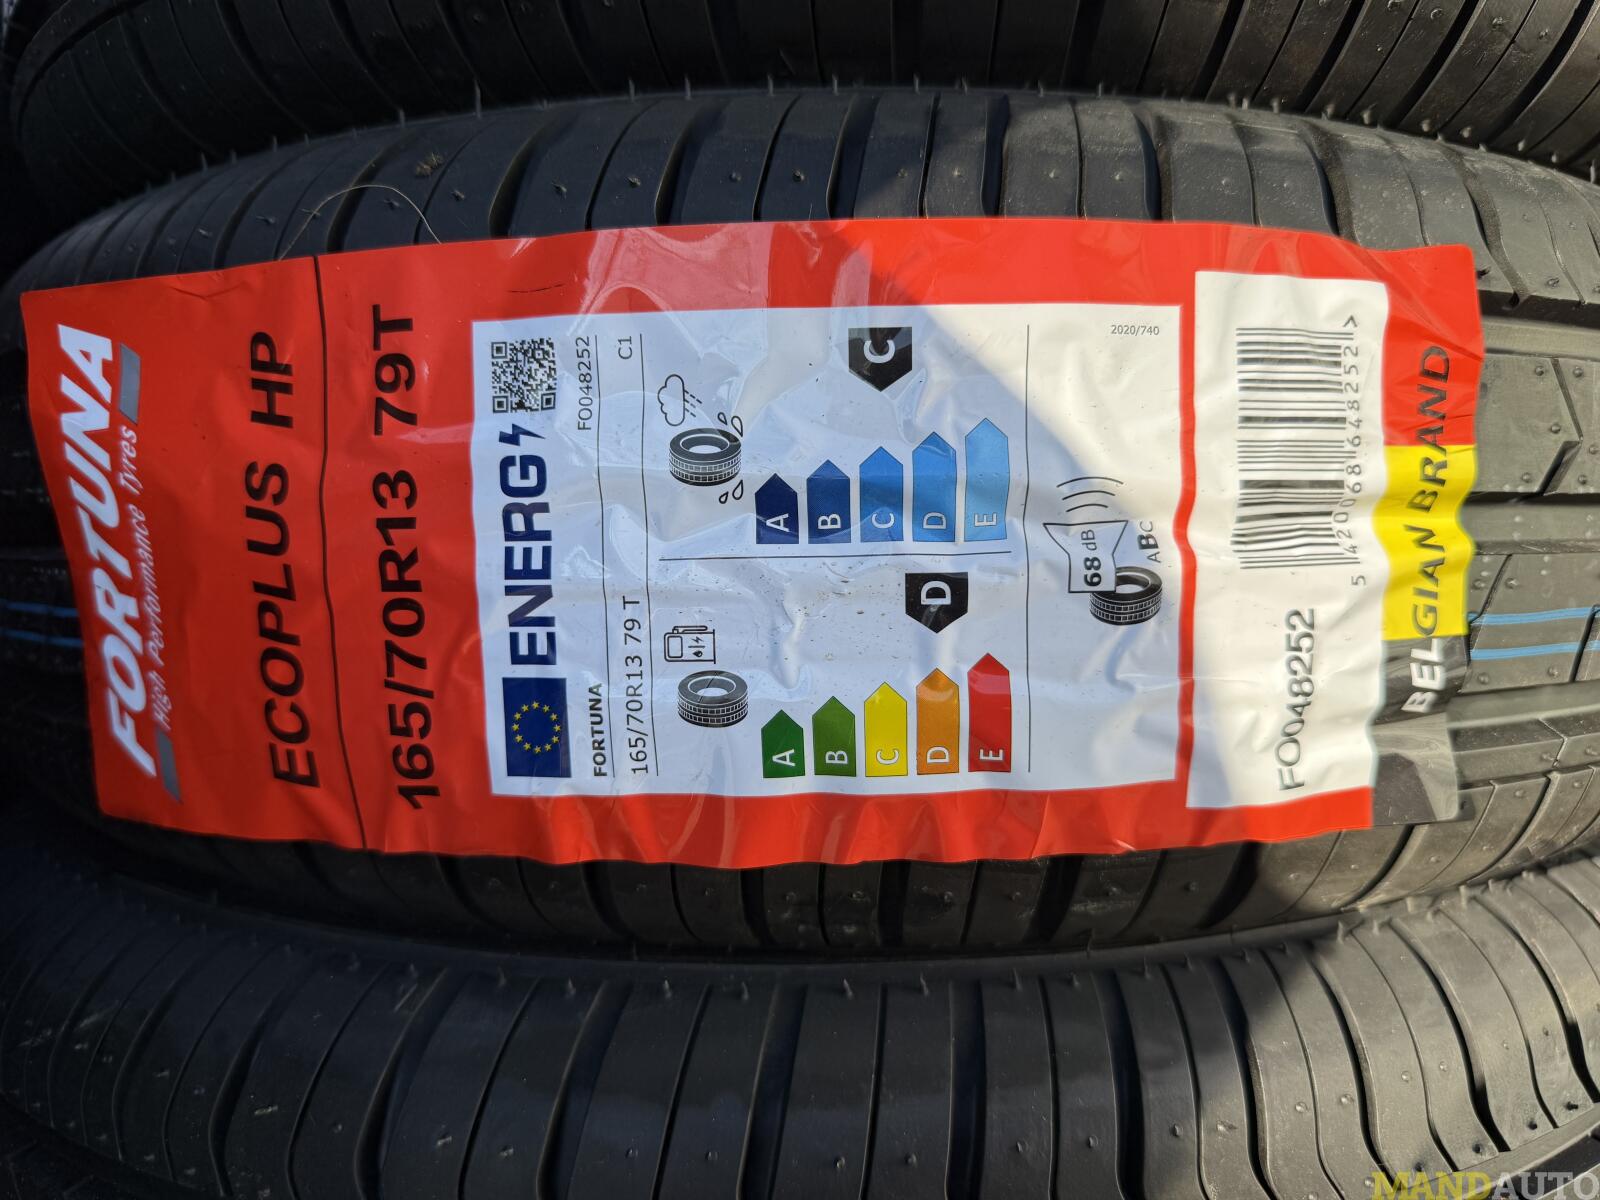 FORTUNA
High Performance Tyres
ECOPLUS HP
165/70R13 79T
ENERG
FORTUNA
FO048252
165/70R13 79 T
C1
A
B
C
D
E
D
A
B
C
D
E
C
68 dB
ABC
2020/740
FO048252
5 420068 648252 >
BELGIAN BRAND
MANDAUTO